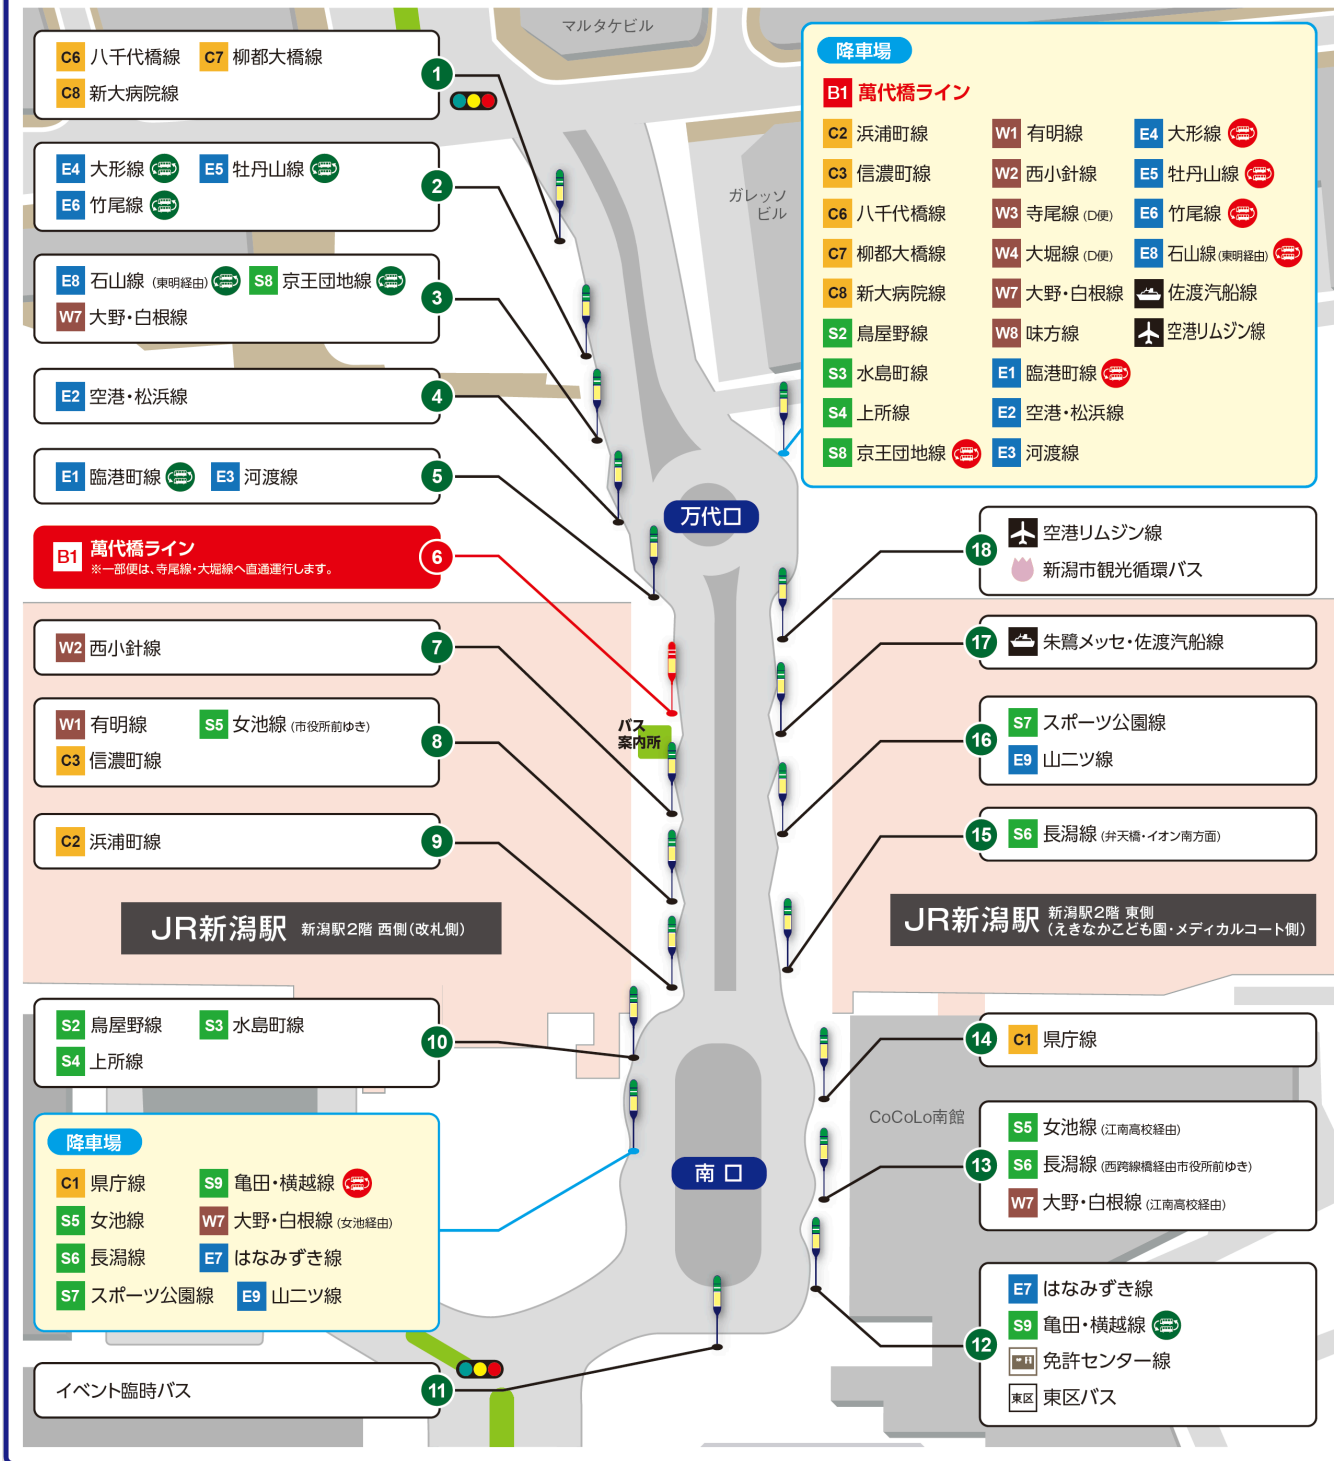 マルタケビル
C6 八千代橋線 C7 柳都大橋線
C8 新大病院線
1
E4 大形線 E5 牡丹山線
E6 竹尾線
2
E8 石山線 (東明経由) S8 京王団地線
W7 大野・白根線
3
E2 空港・松浜線
4
E1 臨港町線 E3 河渡線
5
B1 萬代橋ライン
※一部便は、寺尾線・大堀線へ直通運行します。
6
W2 西小針線
7
W1 有明線 S5 女池線 (市役所前ゆき)
C3 信濃町線
8
C2 浜浦町線
9
JR新潟駅 新潟駅2階 西側(改札側)
S2 鳥屋野線 S3 水島町線
S4 上所線
10
降車場
C1 県庁線 S9 亀田・横越線
S5 女池線 W7 大野・白根線 (女池経由)
S6 長潟線 E7 はなみずき線
S7 スポーツ公園線 E9 山二ツ線
イベント臨時バス
11
ガレッソ
ビル
万代口
バス
案内所
南口
CoCoLo南館
降車場
B1 萬代橋ライン
C2 浜浦町線 W1 有明線 E4 大形線
C3 信濃町線 W2 西小針線 E5 牡丹山線
C6 八千代橋線 W3 寺尾線 (D便) E6 竹尾線
C7 柳都大橋線 W4 大堀線 (D便) E8 石山線 (東明経由)
C8 新大病院線 W7 大野・白根線 佐渡汽船線
S2 鳥屋野線 W8 味方線 空港リムジン線
S3 水島町線 E1 臨港町線
S4 上所線 E2 空港・松浜線
S8 京王団地線 E3 河渡線
18
空港リムジン線
新潟市観光循環バス
17
朱鷺メッセ・佐渡汽船線
16
S7 スポーツ公園線
E9 山二ツ線
15
S6 長潟線 (弁天橋・イオン南方面)
JR新潟駅 新潟駅2階 東側
(えきなかこども園・メディカルコート側)
14
C1 県庁線
13
S5 女池線 (江南高校経由)
S6 長潟線 (西跨線橋経由市役所前ゆき)
W7 大野・白根線 (江南高校経由)
12
E7 はなみずき線
S9 亀田・横越線
免許センター線
東区 東区バス